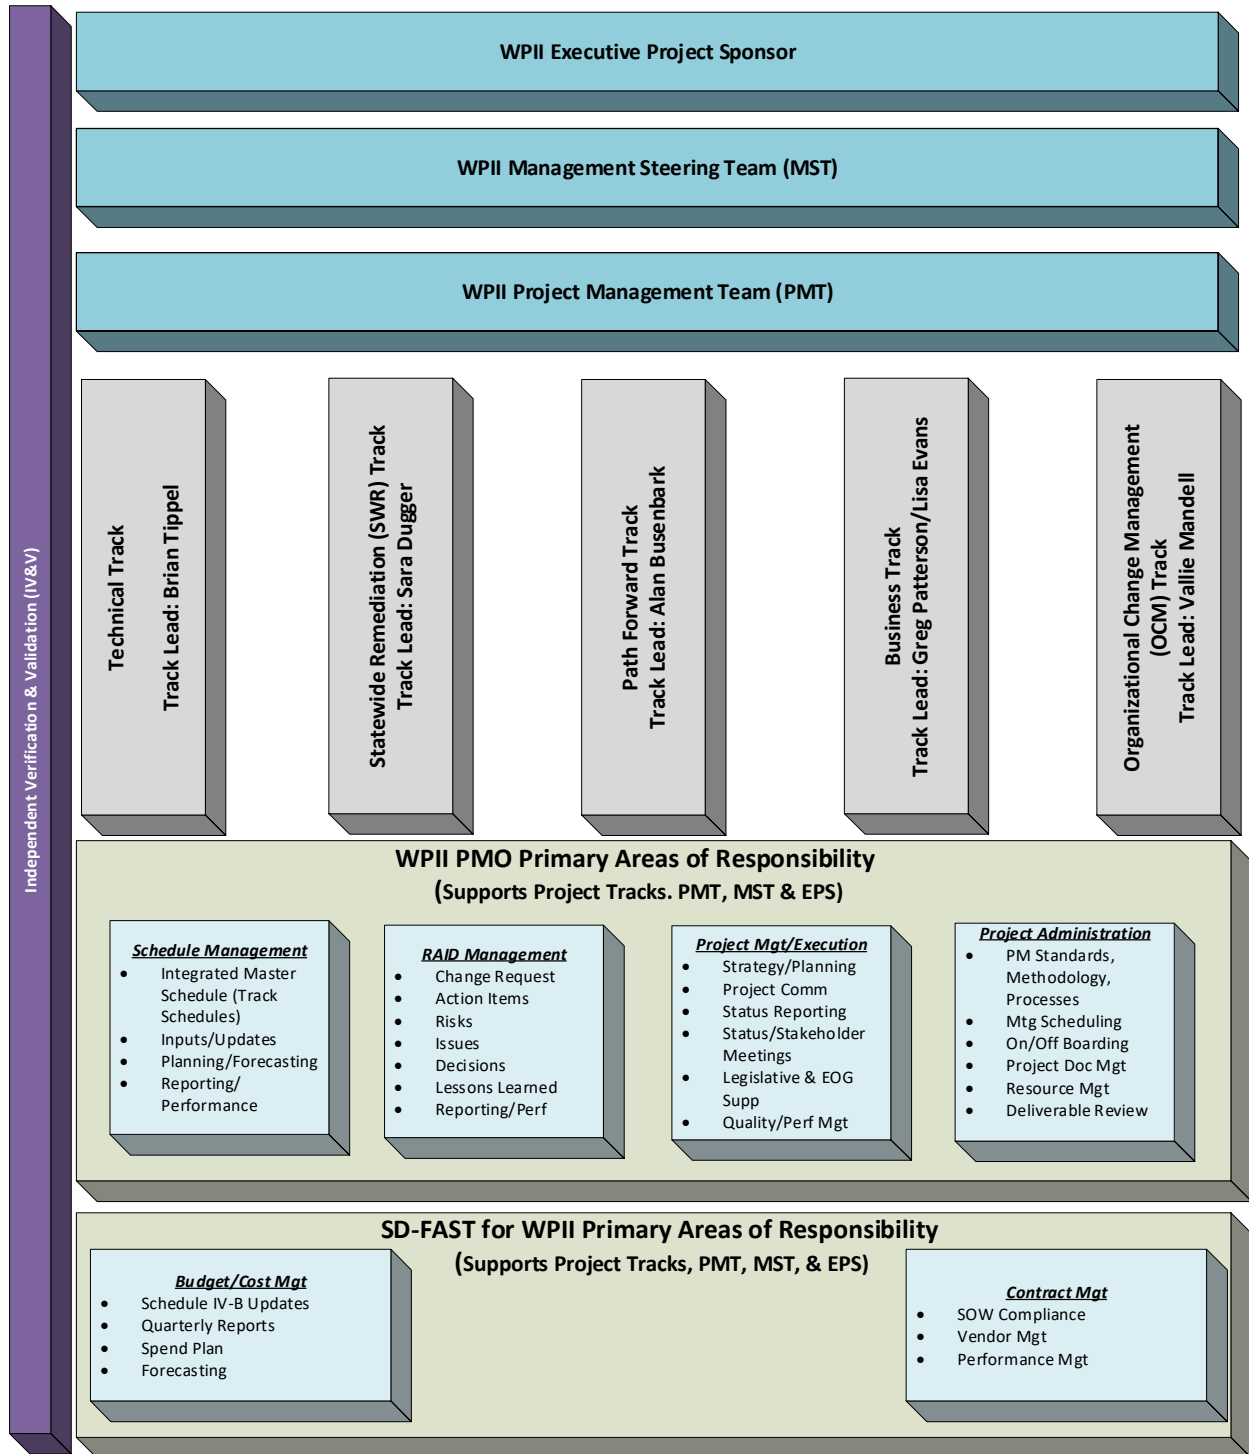 Independent Verification & Validation (IV&V)
WPII Executive Project Sponsor
WPII Management Steering Team (MST)
WPII Project Management Team (PMT)
Technical Track
Track Lead: Brian Tippel
Statewide Remediation (SWR) Track
Track Lead: Sara Dugger
Path Forward Track
Track Lead: Alan Busenbark
Business Track
Track Lead: Greg Patterson/Lisa Evans
Organizational Change Management
(OCM) Track
Track Lead: Vallie Mandell
WPII PMO Primary Areas of Responsibility
(Supports Project Tracks. PMT, MST & EPS)
Schedule Management
• Integrated Master
Schedule (Track
Schedules)
• Inputs/Updates
• Planning/Forecasting
• Reporting/
Performance
RAID Management
• Change Request
• Action Items
• Risks
• Issues
• Decisions
• Lessons Learned
• Reporting/Perf
Project Mgt/Execution
• Strategy/Planning
• Project Comm
• Status Reporting
• Status/Stakeholder
Meetings
• Legislative & EOG
Supp
• Quality/Perf Mgt
Project Administration
• PM Standards,
Methodology,
Processes
• Mtg Scheduling
• On/Off Boarding
• Project Doc Mgt
• Resource Mgt
• Deliverable Review
SD-FAST for WPII Primary Areas of Responsibility
(Supports Project Tracks, PMT, MST, & EPS)
Budget/Cost Mgt
• Schedule IV-B Updates
• Quarterly Reports
• Spend Plan
• Forecasting
Contract Mgt
• SOW Compliance
• Vendor Mgt
• Performance Mgt